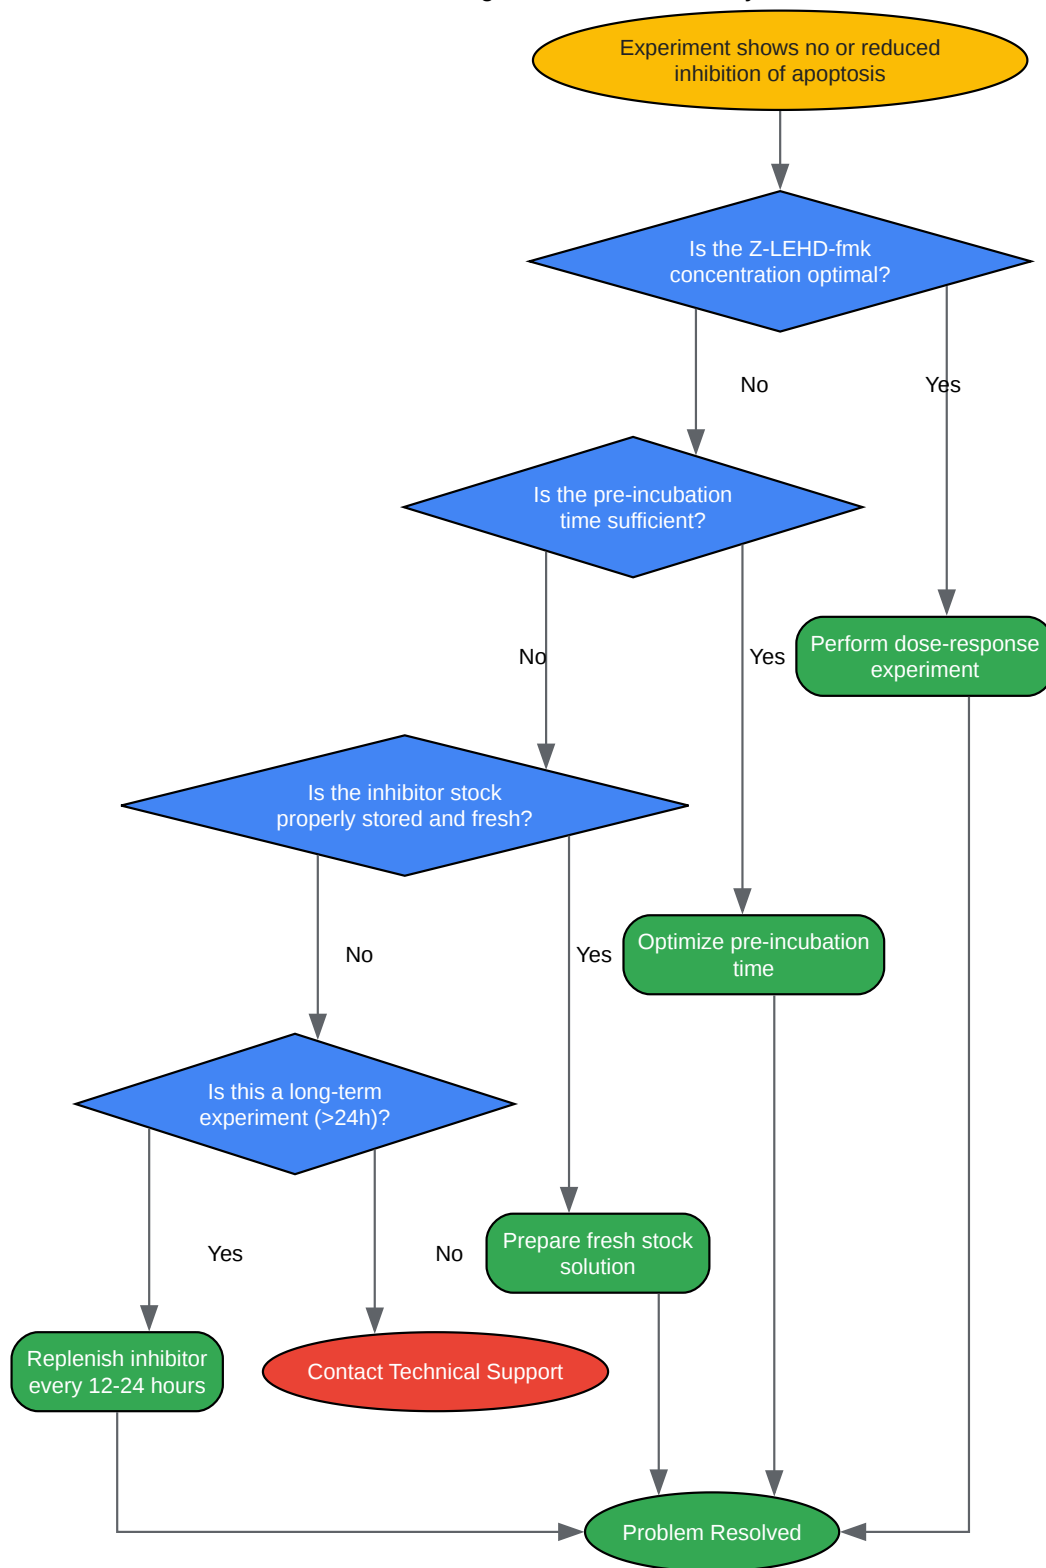 Experiment shows no or reduced
inhibition of apoptosis
Is the Z-LEHD-fmk
concentration optimal?
No
Yes
Is the pre-incubation
time sufficient?
No
Yes
Perform dose-response
experiment
Is the inhibitor stock
properly stored and fresh?
No
Yes
Optimize pre-incubation
time
Is this a long-term
experiment (>24h)?
Yes
No
Prepare fresh stock
solution
Replenish inhibitor
every 12-24 hours
Contact Technical Support
Problem Resolved